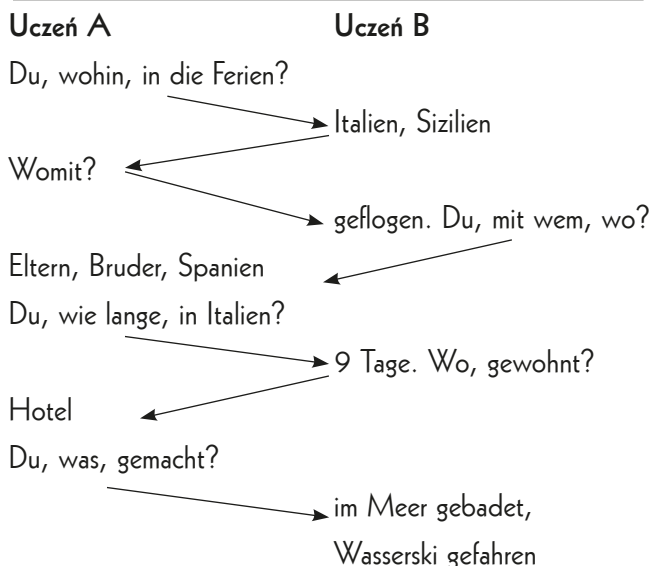 Uczeń A
Uczeń B
Du, wohin, in die Ferien?
Italien, Sizilien
Womit?
geflogen. Du, mit wem, wo?
Eltern, Bruder, Spanien
Du, wie lange, in Italien?
9 Tage. Wo, gewohnt?
Hotel
Du, was, gemacht?
im Meer gebadet,
Wasserski gefahren